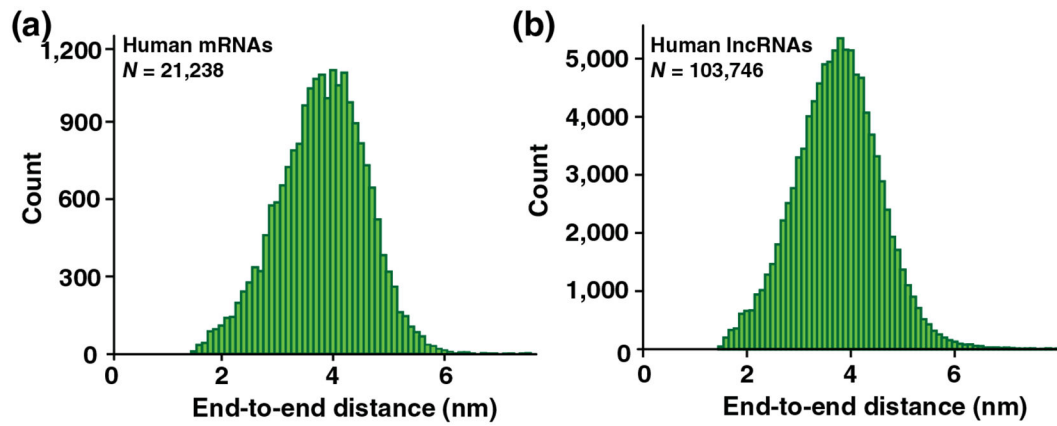 (a)
Human mRNAs
N = 21,238
1,200
900
600
300
0
Count
0 2 4 6
End-to-end distance (nm)
(b)
Human lncRNAs
N = 103,746
5,000
4,000
3,000
2,000
1,000
0
Count
0 2 4 6
End-to-end distance (nm)